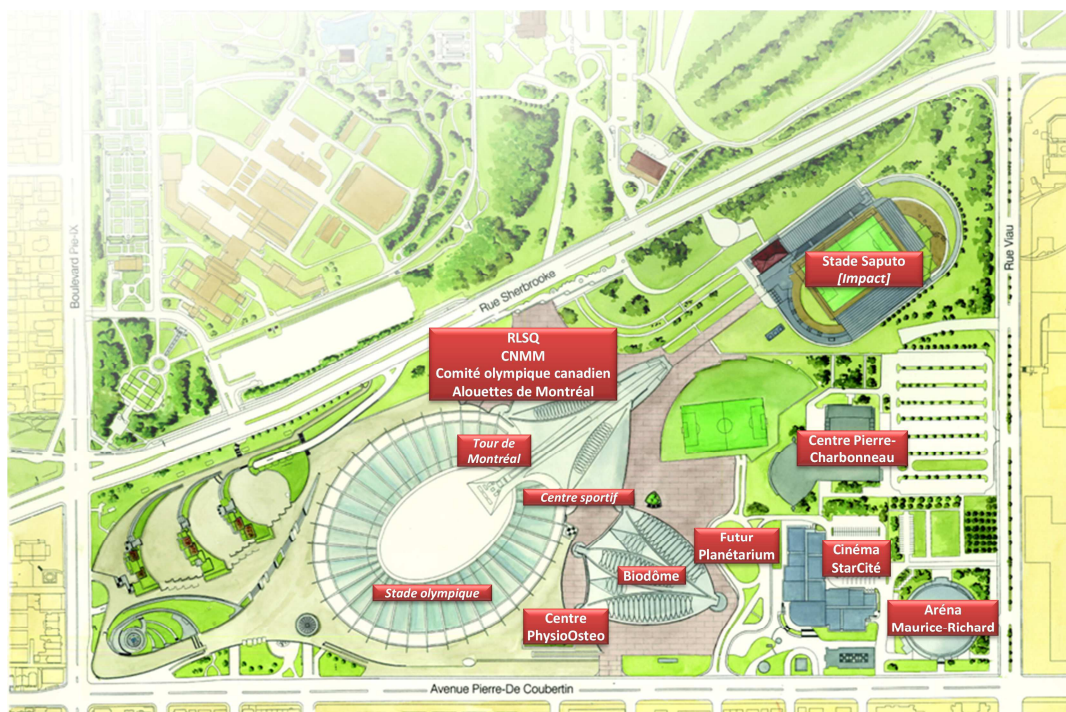 Boulevard Pie-IX
Rue Sherbrooke
Rue Viau
Stade Saputo
[Impact]
RLSQ
CNMM
Comité olympique canadien
Alouettes de Montréal
Tour de
Montréal
Centre Pierre-
Charbonneau
Centre sportif
Futur
Planétarium
Cinéma
StarCité
Biodôme
Stade olympique
Centre
PhysioOsteo
Aréna
Maurice-Richard
Avenue Pierre-De Coubertin